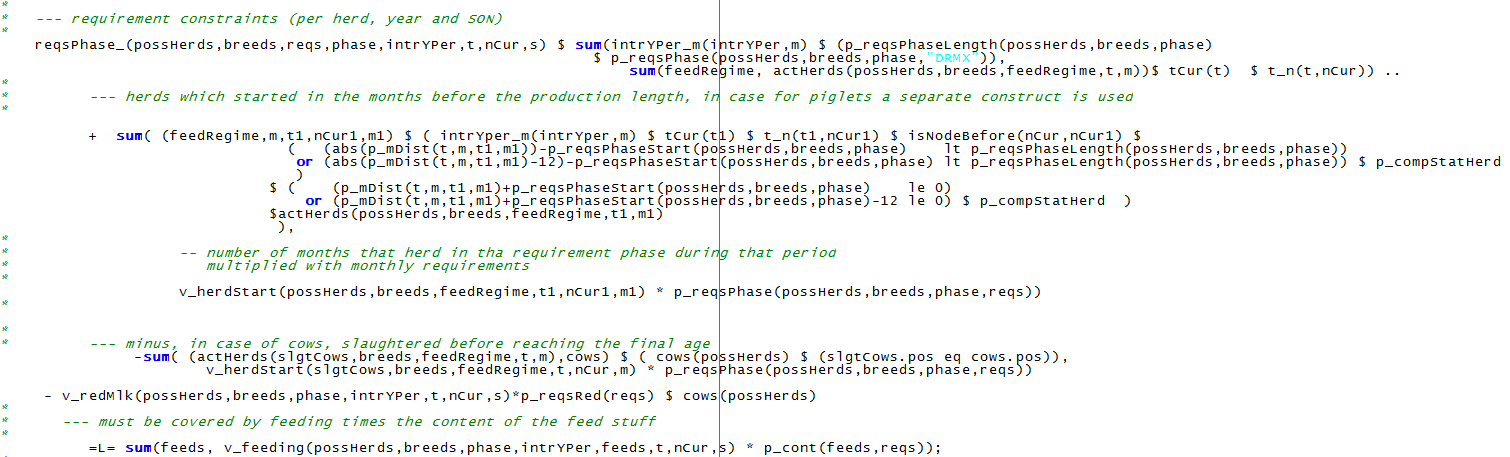 *
*    --- requirement constraints (per herd, year and SON)
*
    reqsPhase_(possHerds,breeds,reqs,phase,intrYPer,t,nCur,s) $ sum(intrYPer_m(intrYPer,m) $ (p_reqsPhaseLength(possHerds,breeds,phase)
                                                                  $ p_reqsPhase(possHerds,breeds,phase,"DRMX")),
                                                                      sum(feedRegime, actHerds(possHerds,breeds,feedRegime,t,m))$ tCur(t)  $ t_n(t,nCur)) ..
*
*          --- herds which started in the months before the production length, in case for piglets a separate construct is used
*
          +  sum( (feedRegime,m,t1,nCur1,m1) $ ( intrYper_m(intrYper,m) $ tCur(t1) $ t_n(t1,nCur1) $ isNodeBefore(nCur,nCur1) $
                                (   (abs(p_mDist(t,m,t1,m1))-p_reqsPhaseStart(possHerds,breeds,phase)    lt p_reqsPhaseLength(possHerds,breeds,phase))
                                 or (abs(p_mDist(t,m,t1,m1)-12)-p_reqsPhaseStart(possHerds,breeds,phase) lt p_reqsPhaseLength(possHerds,breeds,phase)) $ p_compStatHerd
                                 )
                              $ (    (p_mDist(t,m,t1,m1)+p_reqsPhaseStart(possHerds,breeds,phase)    le 0)
                                  or (p_mDist(t,m,t1,m1)+p_reqsPhaseStart(possHerds,breeds,phase)-12 le 0) $ p_compStatHerd  )
                              $actHerds(possHerds,breeds,feedRegime,t1,m1)
                               ),
*
*                    -- number of months that herd in tha requirement phase during that period
*                       multiplied with monthly requirements
*
                    v_herdStart(possHerds,breeds,feedRegime,t1,nCur1,m1) * p_reqsPhase(possHerds,breeds,phase,reqs))
*
*
*          --- minus, in case of cows, slaughtered before reaching the final age
               -sum( (actHerds(slgtCows,breeds,feedRegime,t,m),cows) $ ( cows(possHerds) $ (slgtCows.pos eq cows.pos)),
                       v_herdStart(slgtCows,breeds,feedRegime,t,nCur,m) * p_reqsPhase(possHerds,breeds,phase,reqs))
     - v_redMlk(possHerds,breeds,phase,intrYPer,t,nCur,s)*p_reqsRed(reqs) $ cows(possHerds)
*
*       --- must be covered by feeding times the content of the feed stuff
*
          =L= sum(feeds, v_feeding(possHerds,breeds,phase,intrYPer,feeds,t,nCur,s) * p_cont(feeds,reqs));
*